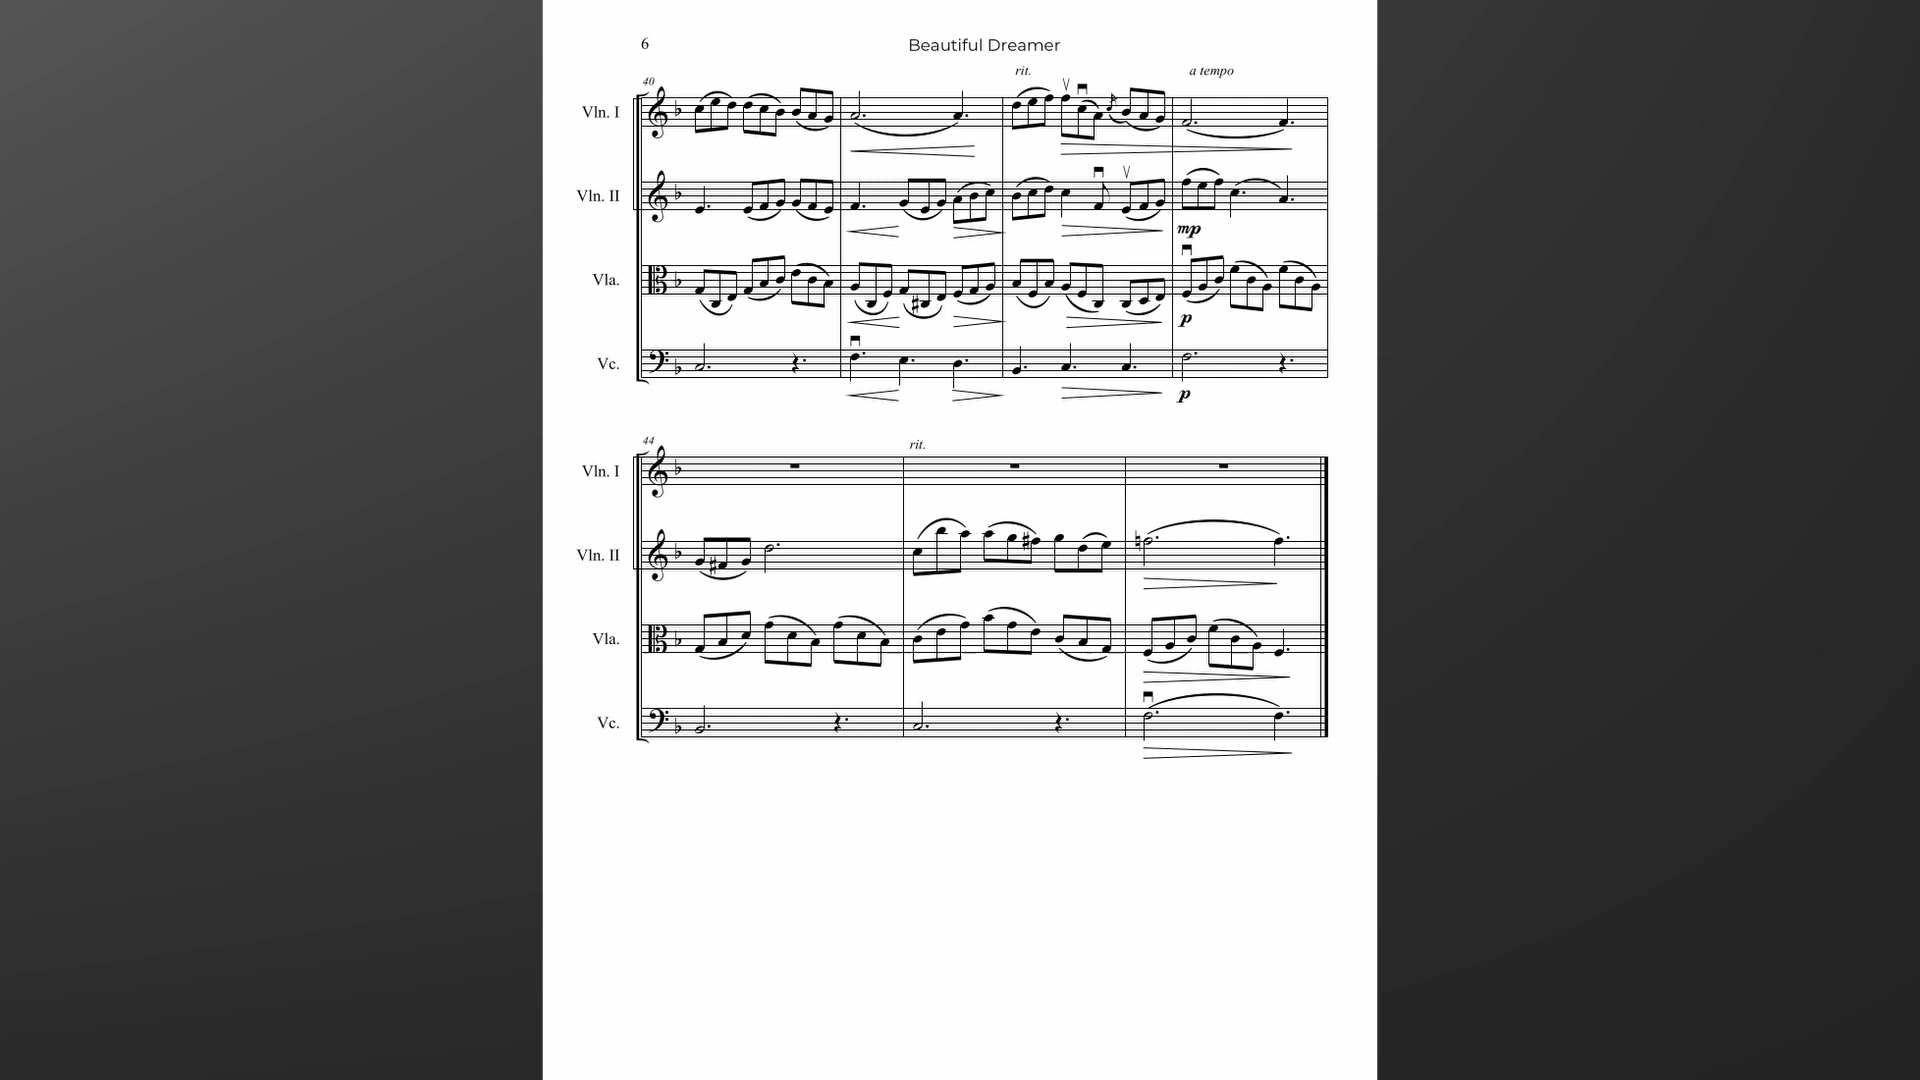 6
Beautiful Dreamer
rit.
a tempo
40
Vln. I
Vln. II
mp
Vla.
p
Vc.
p
44
rit.
Vln. I
Vln. II
Vla.
Vc.